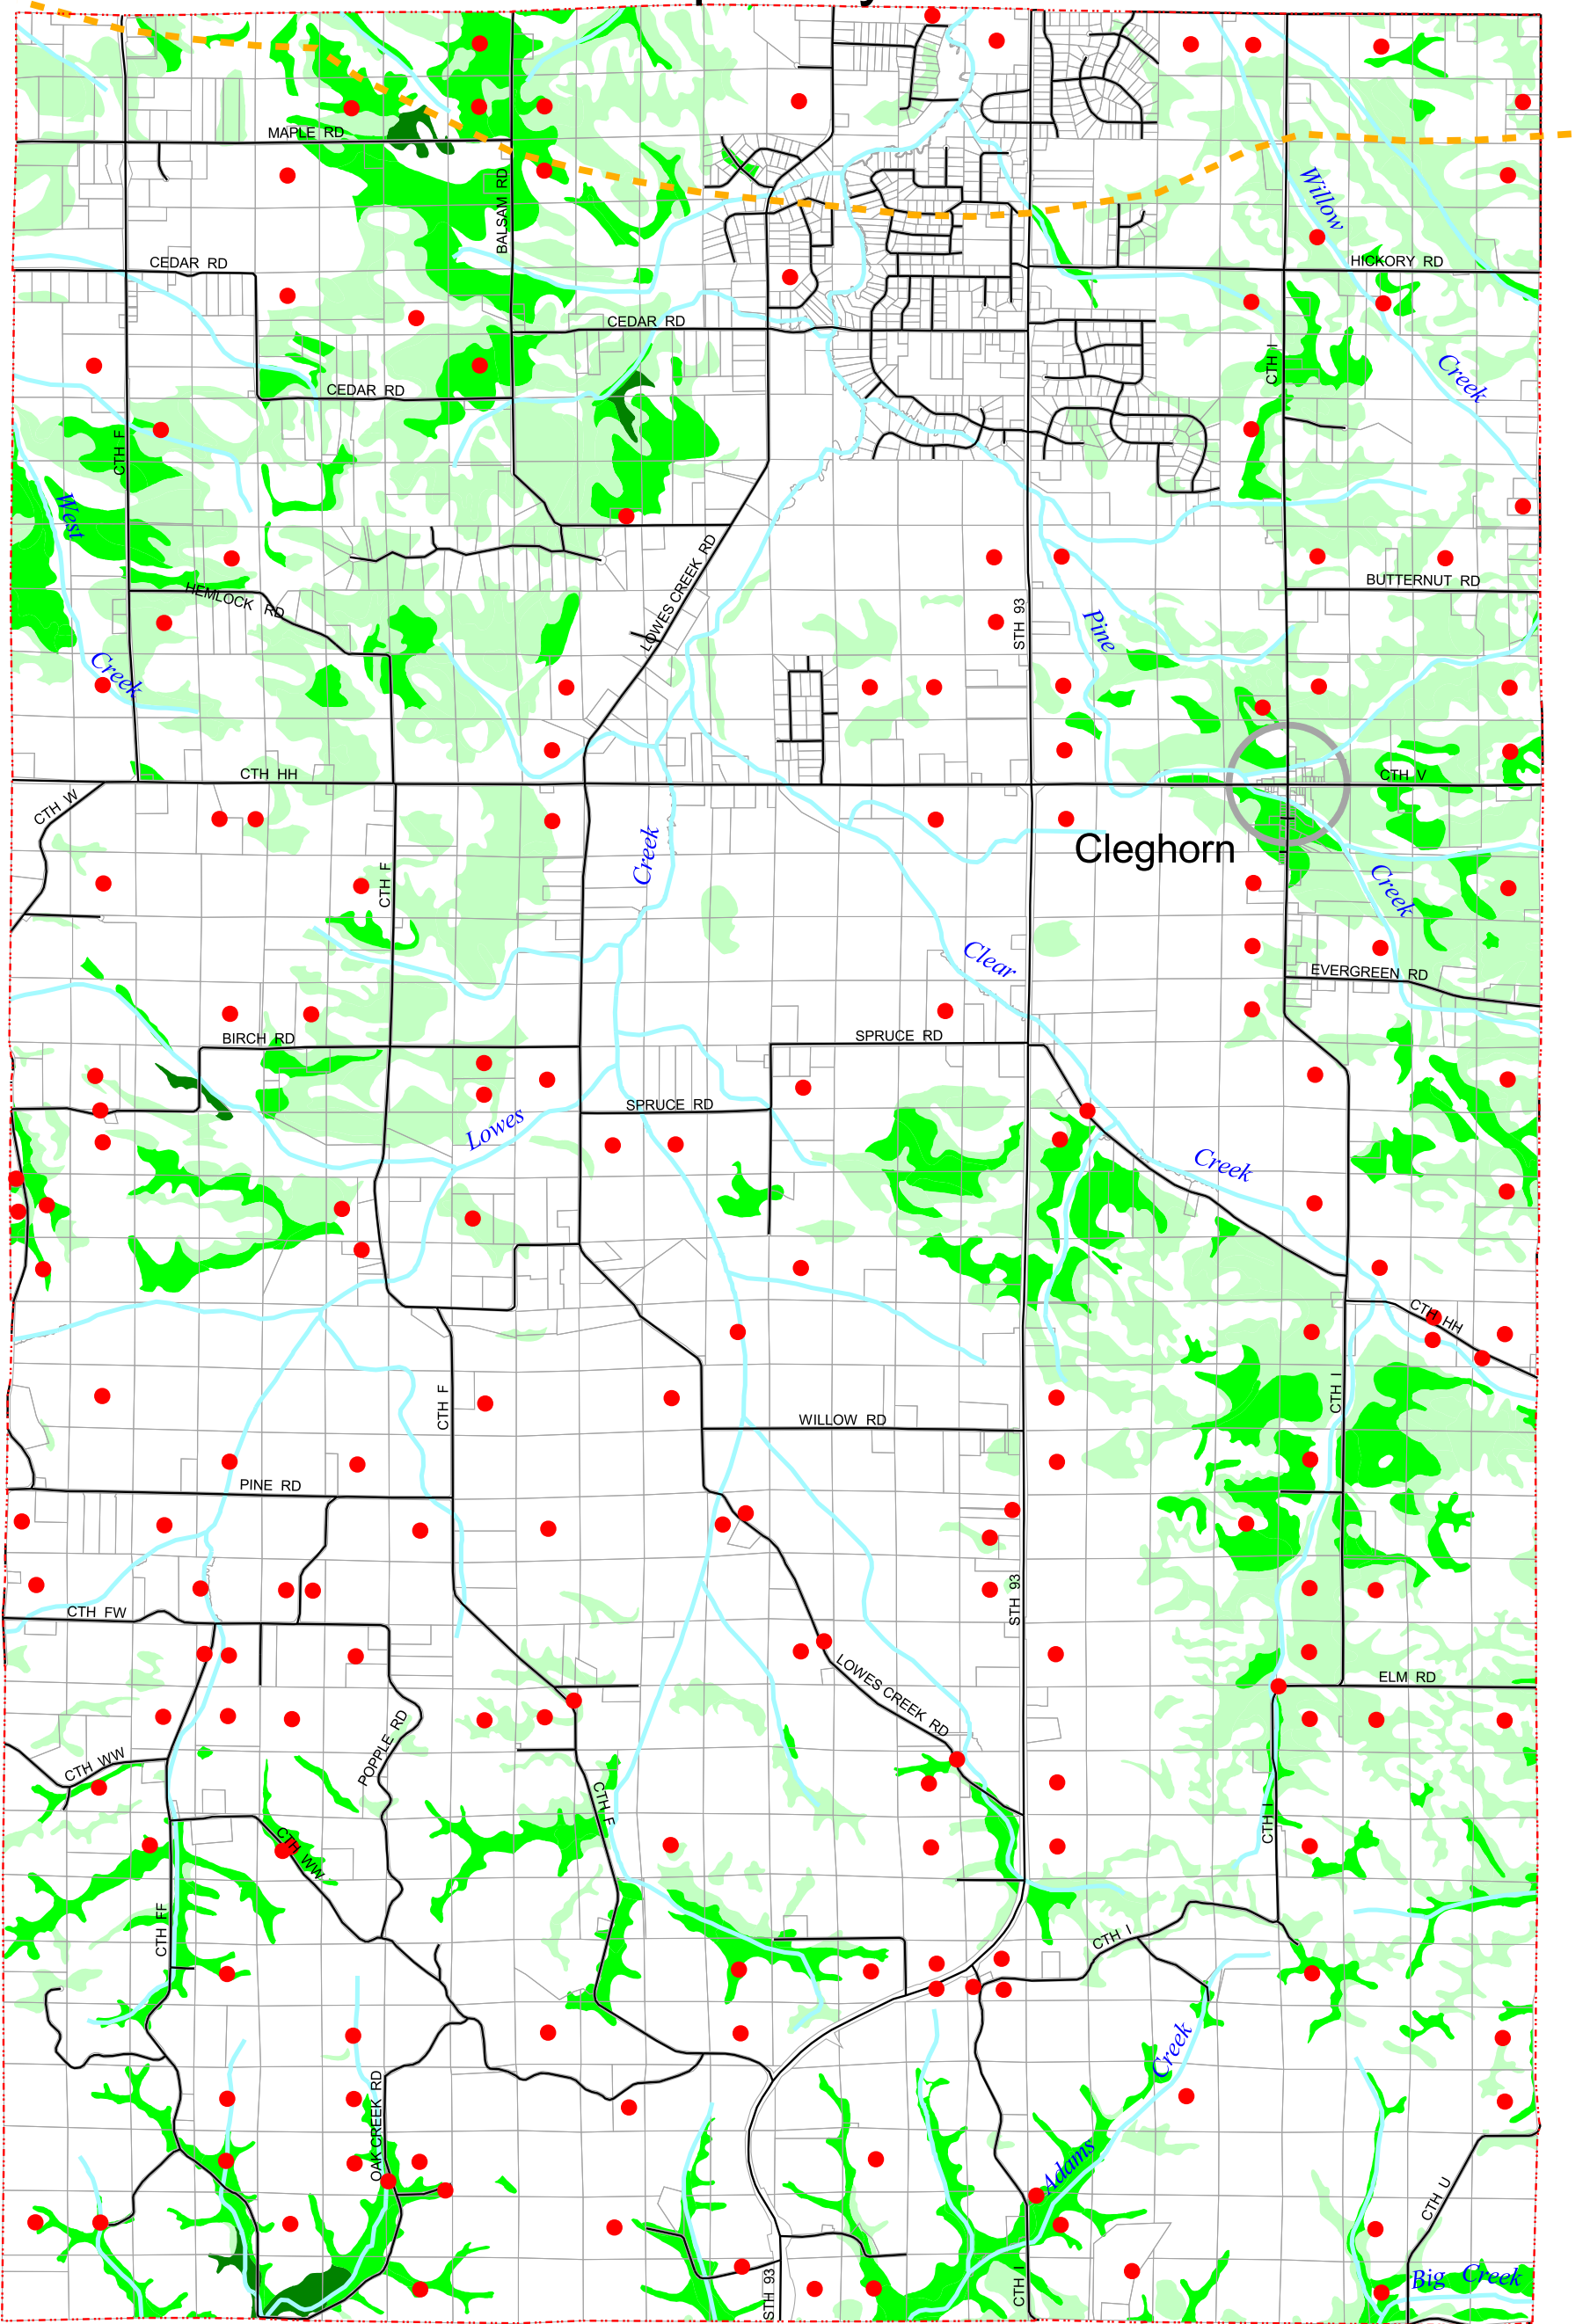 MAPLE RD
BALSAM RD
Willow
CEDAR RD
HICKORY RD
CEDAR RD
CTH I
Creek
CEDAR RD
CTH F
West
BUTTERNUT RD
HEMLOCK RD
LOWES CREEK RD
STH 93
Pine
Creek
CTH HH
CTH V
CTH W
Cleghorn
Creek
CTH F
Creek
Clear
EVERGREEN RD
BIRCH RD
SPRUCE RD
SPRUCE RD
Lowes
Creek
CTH HH
CTH I
CTH F
WILLOW RD
PINE RD
STH 93
CTH FW
LOWES CREEK RD
ELM RD
POPPLE RD
CTH WW
CTH F
CTH I
CTH WW
CTH FF
CTH I
Creek
OAK CREEK RD
Adams
CTH U
STH 93
CTH I
Big Creek